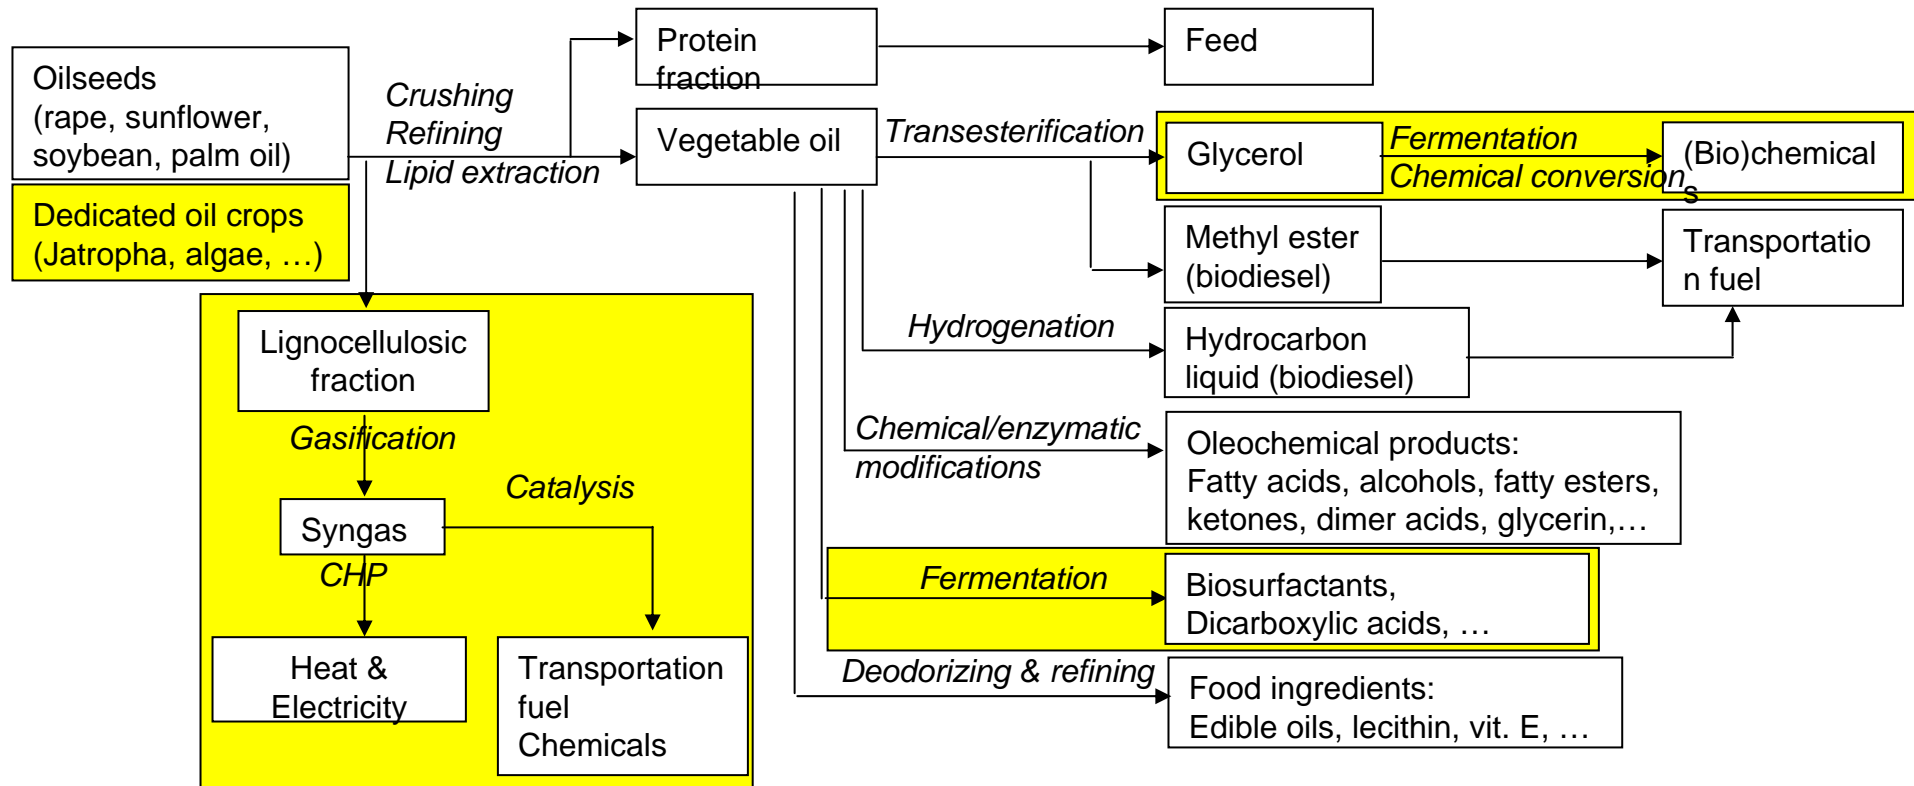 Oilseeds
(rape, sunflower,
soybean, palm oil)
Dedicated oil crops
(Jatropha, algae, …)
Crushing
Refining
Lipid extraction
Protein
fraction
Feed
Vegetable oil
Transesterification
Glycerol
Fermentation
Chemical conversions
(Bio)chemical
Methyl ester
(biodiesel)
Transportatio
n fuel
Hydrogenation
Hydrocarbon
liquid (biodiesel)
Chemical/enzymatic
modifications
Oleochemical products:
Fatty acids, alcohols, fatty esters,
ketones, dimer acids, glycerin,…
Fermentation
Biosurfactants,
Dicarboxylic acids, …
Deodorizing & refining
Food ingredients:
Edible oils, lecithin, vit. E, …
Lignocellulosic
fraction
Gasification
Syngas
Catalysis
CHP
Heat &
Electricity
Transportation
fuel
Chemicals